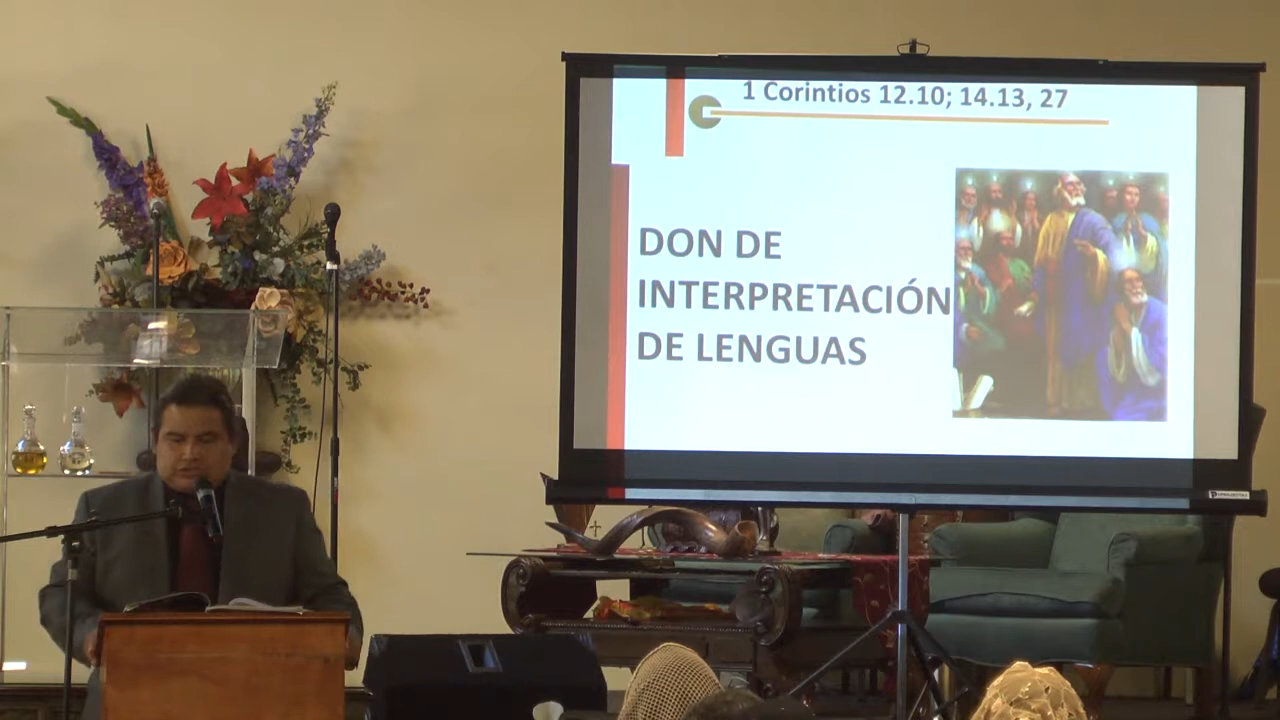 1 Corintios 12.10; 14.13, 27
DON DE
INTERPRETACIÓN
DE LENGUAS